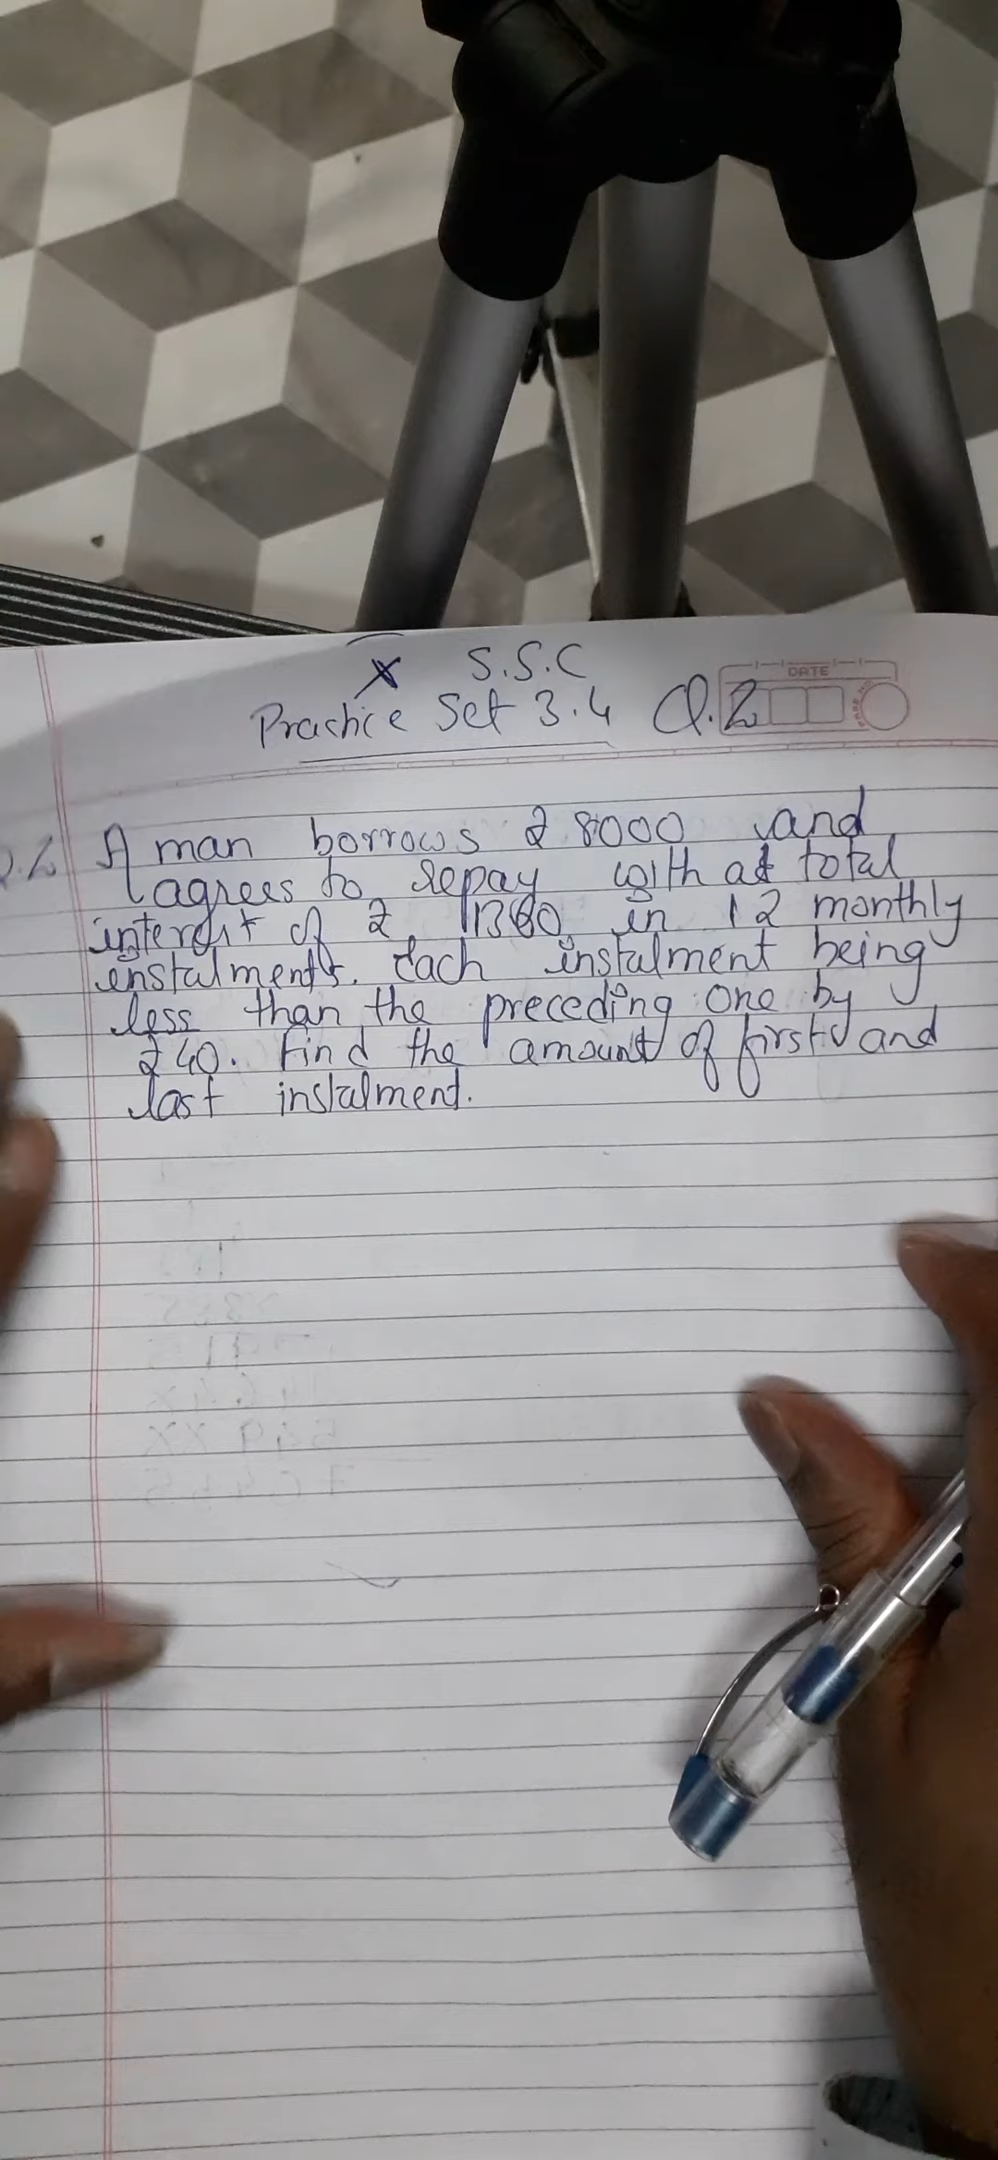 X S.S.C
Practice Set 3.4 Q.2
DATE
Q.2 A man borrows ₹ 8000 and
agrees to repay with at total
interest of ₹ 1360 in 12 monthly
instalments. Each instalment being
less than the preceding one by
₹40. Find the amount of first and
last instalment.